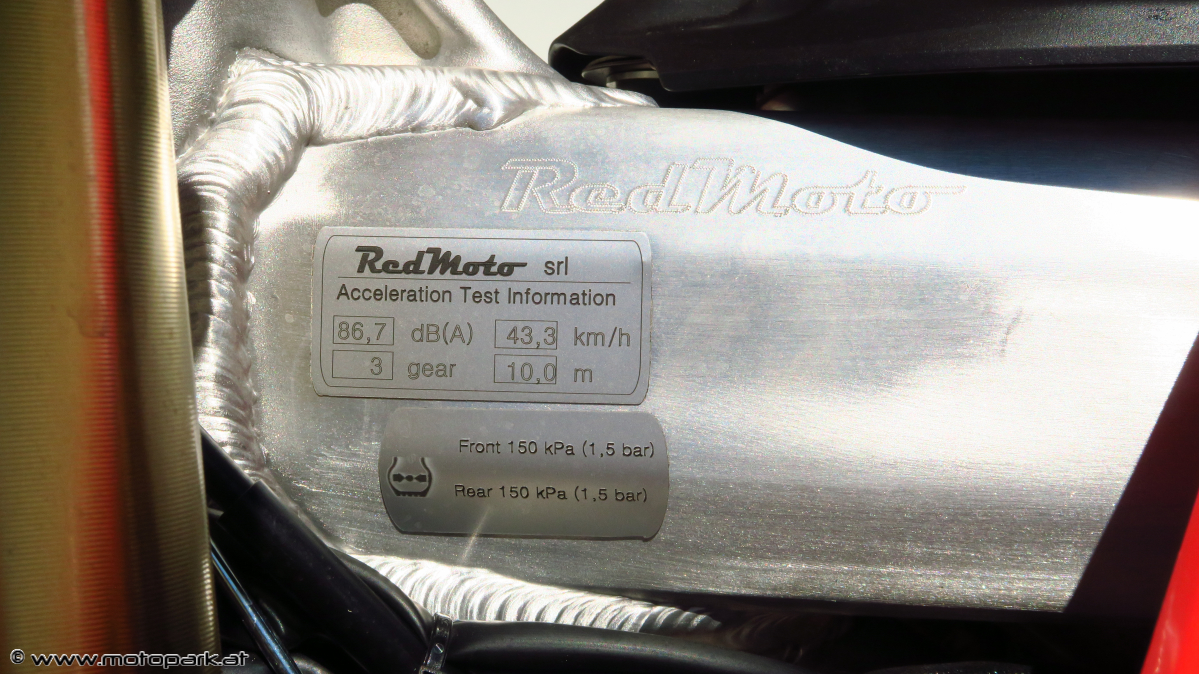 RedMoto
RedMoto srl
Acceleration Test Information
86,7 dB(A) 43,3 km/h
3 gear 10,0 m
Front 150 kPa (1,5 bar)
Rear 150 kPa (1,5 bar)
© www.motopark.at